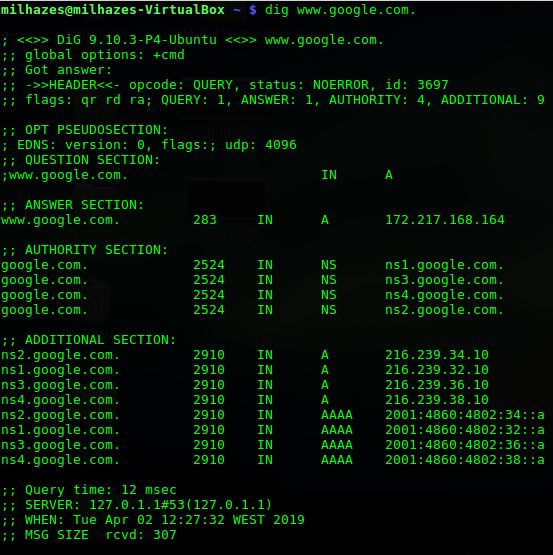 milhazes@milhazes-VirtualBox ~ $ dig www.google.com.
; <<>> DiG 9.10.3-P4-Ubuntu <<>> www.google.com.
;; global options: +cmd
;; Got answer:
;; ->>HEADER<<- opcode: QUERY, status: NOERROR, id: 3697
;; flags: qr rd ra; QUERY: 1, ANSWER: 1, AUTHORITY: 4, ADDITIONAL: 9
;; OPT PSEUDOSECTION:
; EDNS: version: 0, flags:; udp: 4096
;; QUESTION SECTION:
;www.google.com. IN A
;; ANSWER SECTION:
www.google.com. 283 IN A 172.217.168.164
;; AUTHORITY SECTION:
google.com. 2524 IN NS ns1.google.com.
google.com. 2524 IN NS ns3.google.com.
google.com. 2524 IN NS ns4.google.com.
google.com. 2524 IN NS ns2.google.com.
;; ADDITIONAL SECTION:
ns2.google.com. 2910 IN A 216.239.34.10
ns1.google.com. 2910 IN A 216.239.32.10
ns3.google.com. 2910 IN A 216.239.36.10
ns4.google.com. 2910 IN A 216.239.38.10
ns2.google.com. 2910 IN AAAA 2001:4860:4802:34::a
ns1.google.com. 2910 IN AAAA 2001:4860:4802:32::a
ns3.google.com. 2910 IN AAAA 2001:4860:4802:36::a
ns4.google.com. 2910 IN AAAA 2001:4860:4802:38::a
;; Query time: 12 msec
;; SERVER: 127.0.1.1#53(127.0.1.1)
;; WHEN: Tue Apr 02 12:27:32 WEST 2019
;; MSG SIZE rcvd: 307